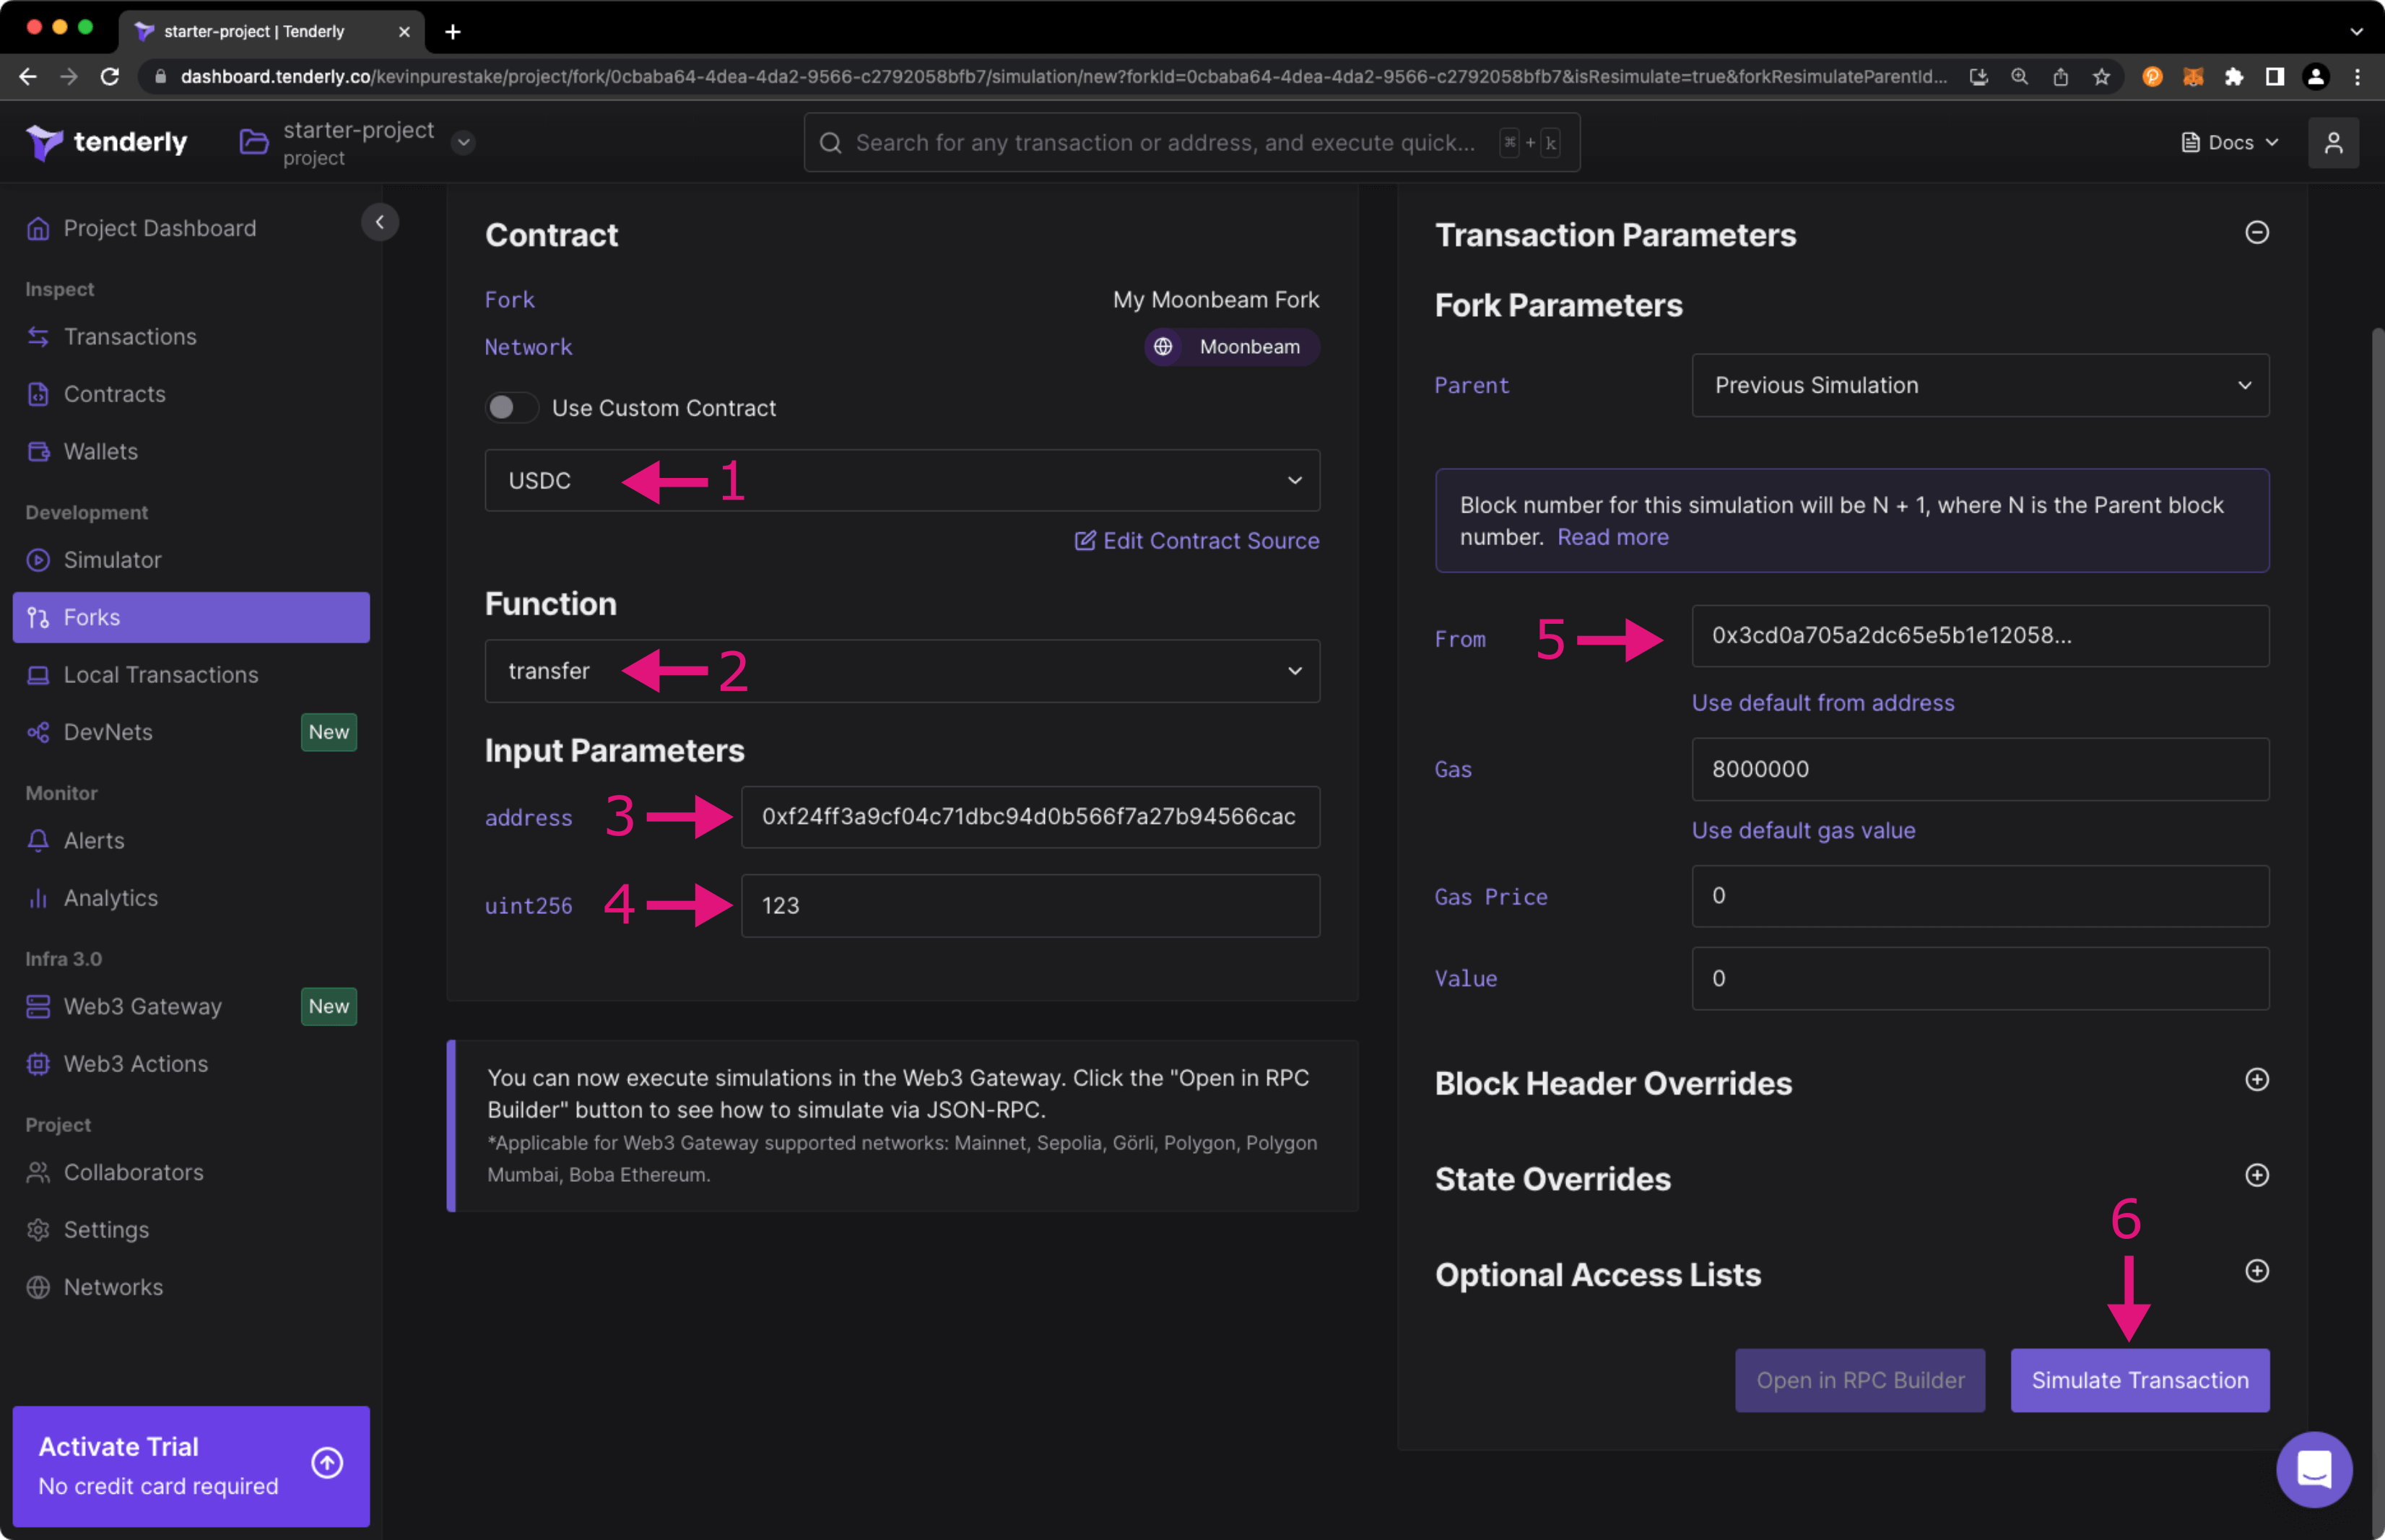 starter-project | Tenderly
dashboard.tenderly.co/kevinpurestake/project/fork/0cbaba64-4dea-4da2-9566-c2792058bfb7/simulation/new?forkId=0cbaba64-4dea-4da2-9566-c2792058bfb7&isResimulate=true&forkResimulateParentId...
tenderly
starter-project
project
Search for any transaction or address, and execute quick...
⌘ + k
Docs
Project Dashboard
Inspect
Transactions
Contracts
Wallets
Development
Simulator
Forks
Local Transactions
DevNets New
Monitor
Alerts
Analytics
Infra 3.0
Web3 Gateway New
Web3 Actions
Project
Collaborators
Settings
Networks
Activate Trial
No credit card required
Contract
Fork My Moonbeam Fork
Network Moonbeam
Use Custom Contract
USDC 1
Edit Contract Source
Function
transfer 2
Input Parameters
address 3 0xf24ff3a9cf04c71dbc94d0b566f7a27b94566cac
uint256 4 123
You can now execute simulations in the Web3 Gateway. Click the "Open in RPC
Builder" button to see how to simulate via JSON-RPC.
*Applicable for Web3 Gateway supported networks: Mainnet, Sepolia, Görli, Polygon, Polygon
Mumbai, Boba Ethereum.
Transaction Parameters
Fork Parameters
Parent Previous Simulation
Block number for this simulation will be N + 1, where N is the Parent block
number. Read more
From 5 0x3cd0a705a2dc65e5b1e12058...
Use default from address
Gas 8000000
Use default gas value
Gas Price 0
Value 0
Block Header Overrides
State Overrides
6
Optional Access Lists
Open in RPC Builder
Simulate Transaction